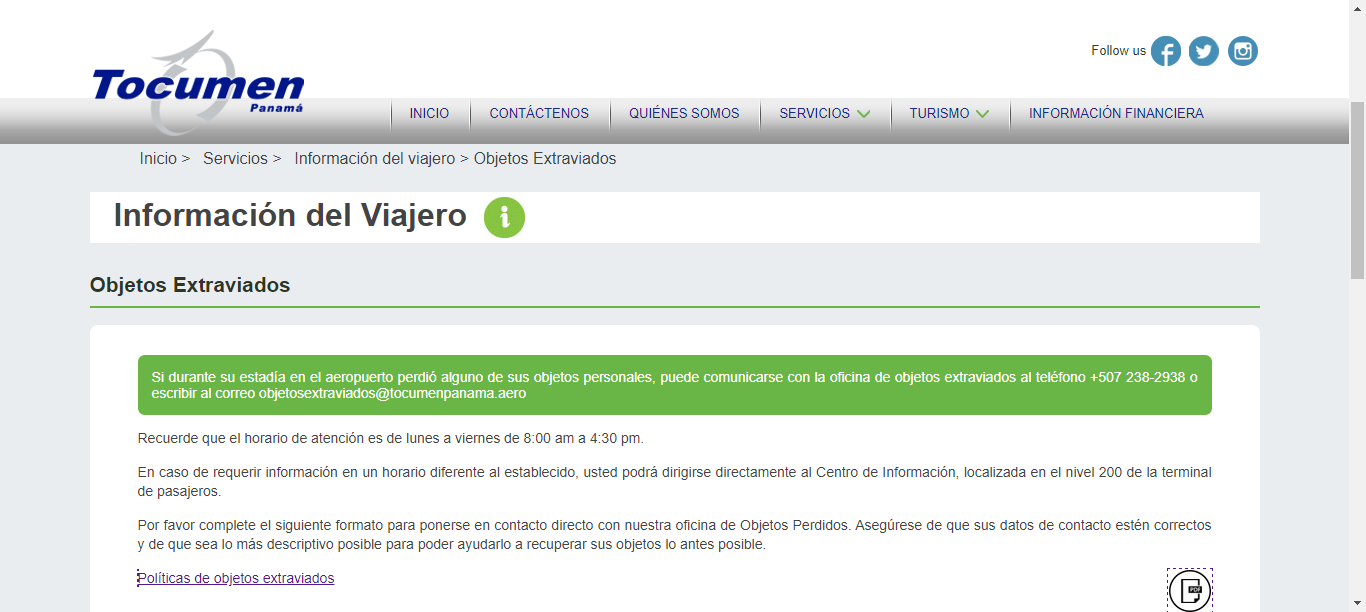 Follow us
Tocumen
Panamá
INICIO CONTÁCTENOS QUIÉNES SOMOS SERVICIOS TURISMO INFORMACIÓN FINANCIERA
Inicio > Servicios > Información del viajero > Objetos Extraviados
Información del Viajero
Objetos Extraviados
Si durante su estadía en el aeropuerto perdió alguno de sus objetos personales, puede comunicarse con la oficina de objetos extraviados al teléfono +507 238-2938 o
escribir al correo objetosextraviados@tocumenpanama.aero
Recuerde que el horario de atención es de lunes a viernes de 8:00 am a 4:30 pm.
En caso de requerir información en un horario diferente al establecido, usted podrá dirigirse directamente al Centro de Información, localizada en el nivel 200 de la terminal
de pasajeros.
Por favor complete el siguiente formato para ponerse en contacto directo con nuestra oficina de Objetos Perdidos. Asegúrese de que sus datos de contacto estén correctos
y de que sea lo más descriptivo posible para poder ayudarlo a recuperar sus objetos lo antes posible.
Políticas de objetos extraviados
PDF